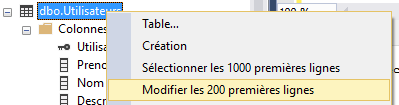 dbo.Utilisateurs
100 %
Table...
Colonnes
Création
Utilisa
Sélectionner les 1000 premières lignes
Preno
Modifier les 200 premières lignes
Nom
Descr